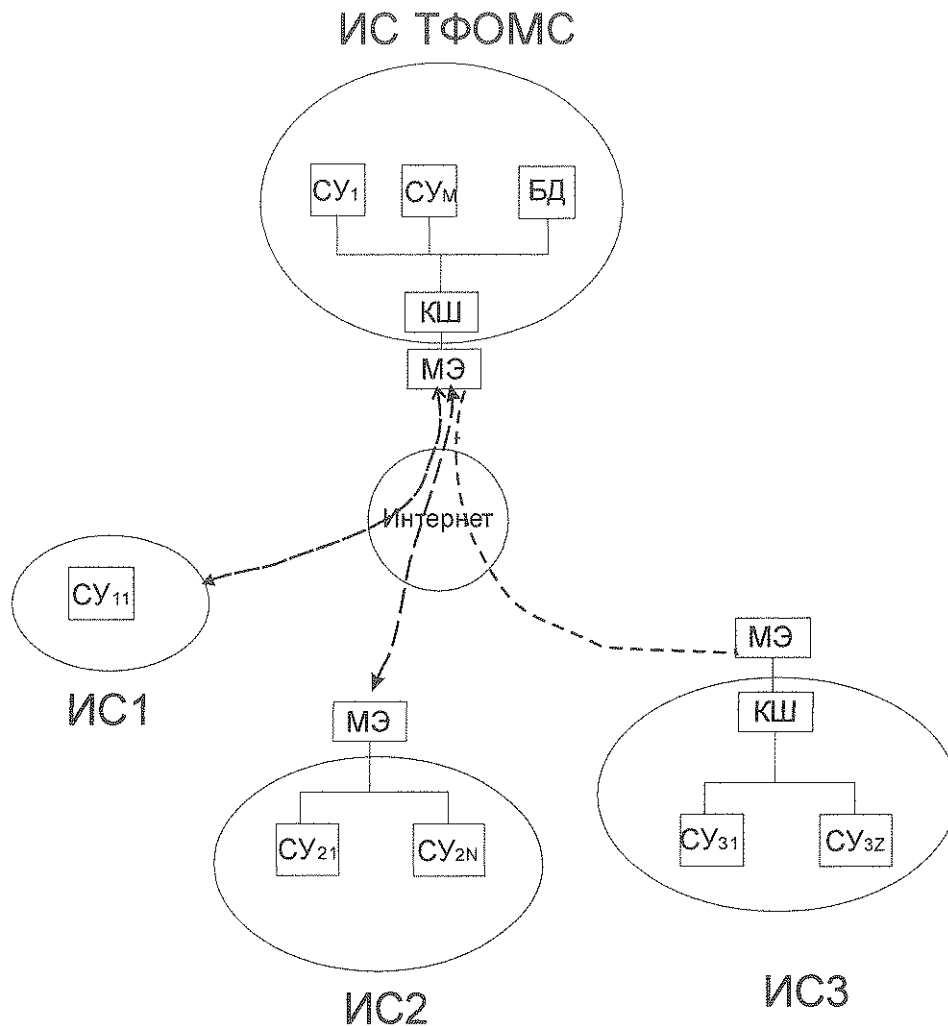 ИС ТФОМС
СУ₁ СУM БД
КШ
МЭ
Интернет
СУ₁₁
ИС1
МЭ
КШ
МЭ
СУ₂₁ СУ2N
СУ₃₁ СУ3Z
ИС2
ИС3